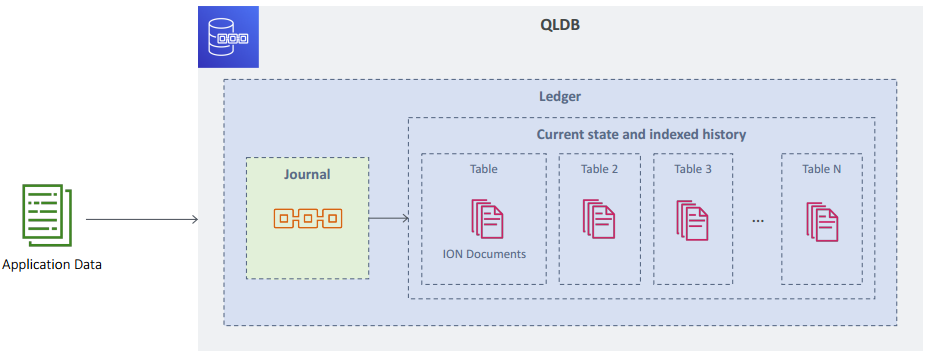 QLDB
Ledger
Current state and indexed history
Journal
Table
Table 2
Table 3
Table N
...
ION Documents
Application Data